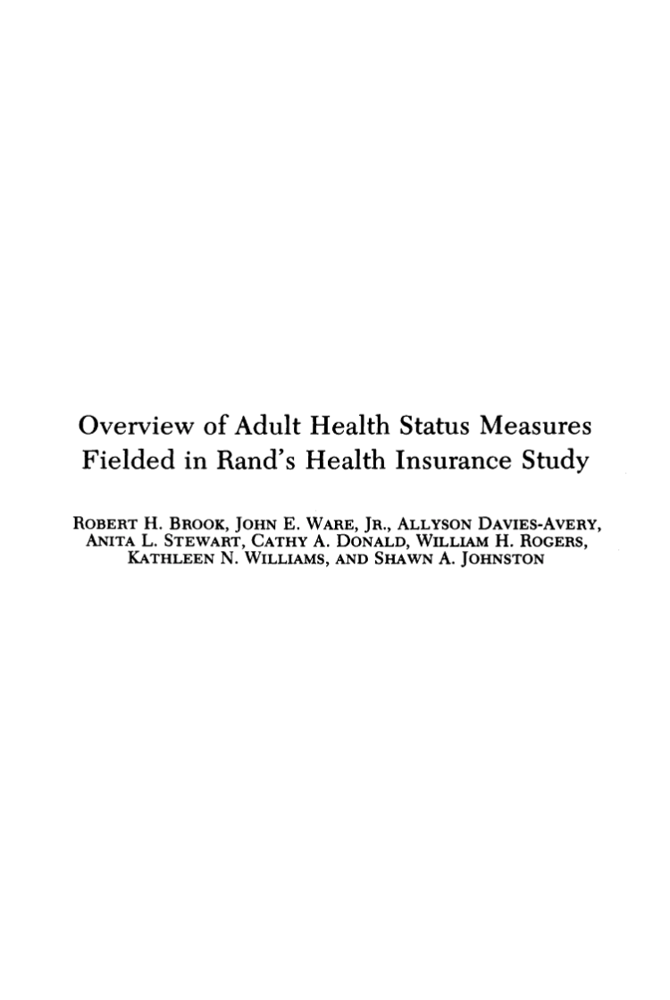 Overview of Adult Health Status Measures
Fielded in Rand's Health Insurance Study
ROBERT H. BROOK, JOHN E. WARE, JR., ALLYSON DAVIES-AVERY,
ANITA L. STEWART, CATHY A. DONALD, WILLIAM H. ROGERS,
KATHLEEN N. WILLIAMS, AND SHAWN A. JOHNSTON